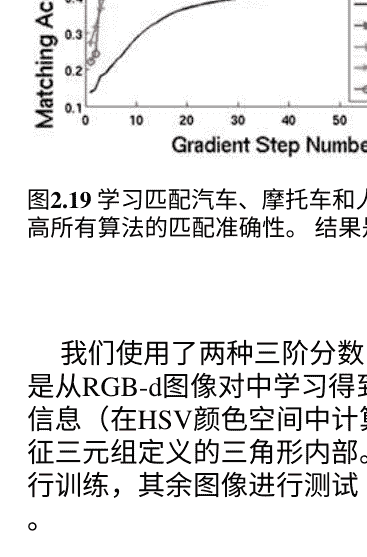 0.3
0.2
0.1
0 10 20 30 40 50
Matching Ac
Gradient Step Numbe
图2.19 学习匹配汽车、摩托车和
高所有算法的匹配准确性。 结果
我们使用了两种三阶分数
是从RGB-d图像对中学习得到
信息（在HSV颜色空间中计算
征三元组定义的三角形内部。
行训练，其余图像进行测试
。